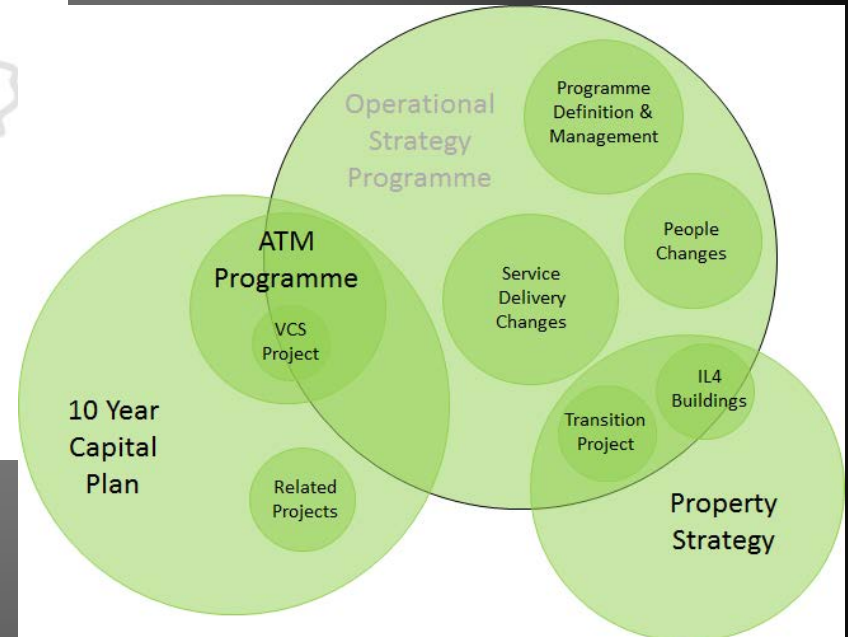 Operational
Strategy
Programme
Programme
Definition &
Management
People
Changes
Service
Delivery
Changes
ATM
Programme
VCS
Project
IL4
Buildings
Transition
Project
10 Year
Capital
Plan
Related
Projects
Property
Strategy